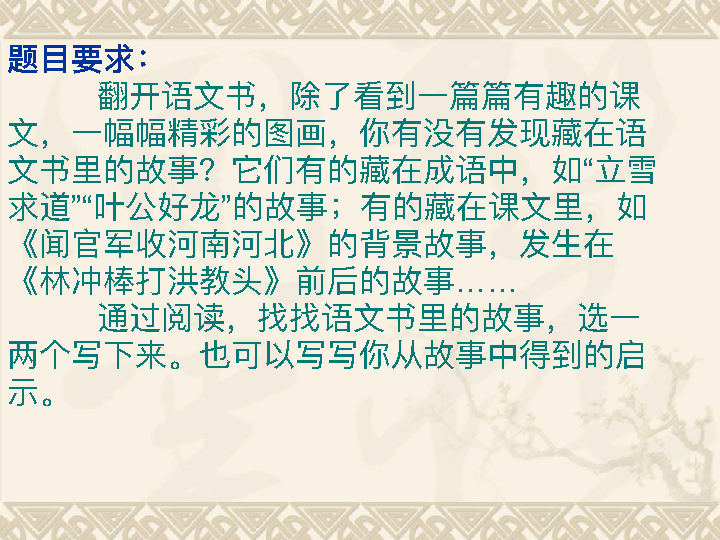 题目要求：
翻开语文书，除了看到一篇篇有趣的课
文，一幅幅精彩的图画，你有没有发现藏在语
文书里的故事？它们有的藏在成语中，如“立雪
求道”“叶公好龙”的故事；有的藏在课文里，如
《闻官军收河南河北》的背景故事，发生在
《林冲棒打洪教头》前后的故事……
通过阅读，找找语文书里的故事，选一
两个写下来。也可以写写你从故事中得到的启
示。